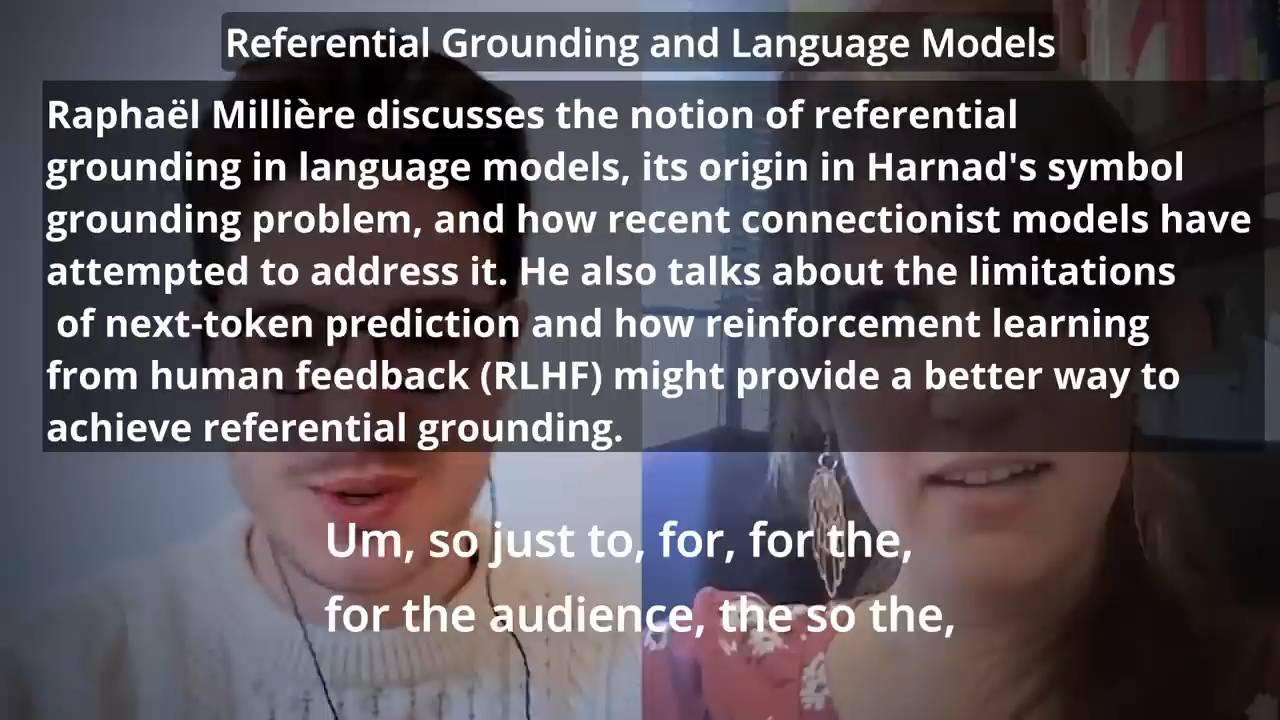 Referential Grounding and Language Models
Raphaël Millière discusses the notion of referential
grounding in language models, its origin in Harnad's symbol
grounding problem, and how recent connectionist models have
attempted to address it. He also talks about the limitations
of next-token prediction and how reinforcement learning
from human feedback (RLHF) might provide a better way to
achieve referential grounding.
Um, so just to, for, for the,
for the audience, the so the,